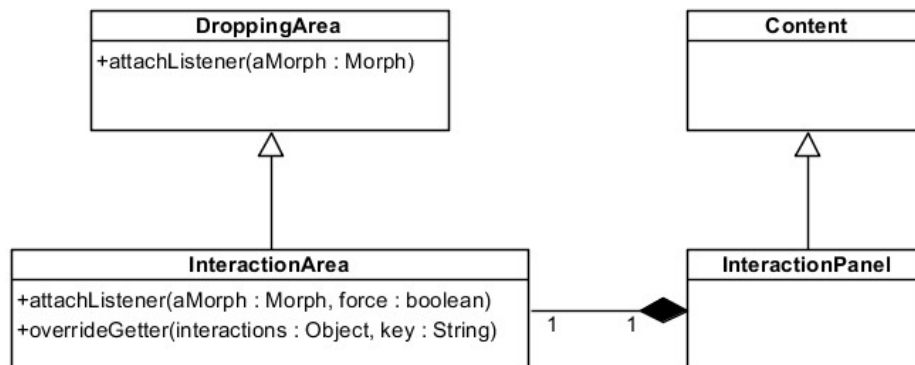 DroppingArea
+attachListener(aMorph : Morph)
Content
InteractionArea
+attachListener(aMorph : Morph, force : boolean)
+overrideGetter(interactions : Object, key : String)
1
1
InteractionPanel